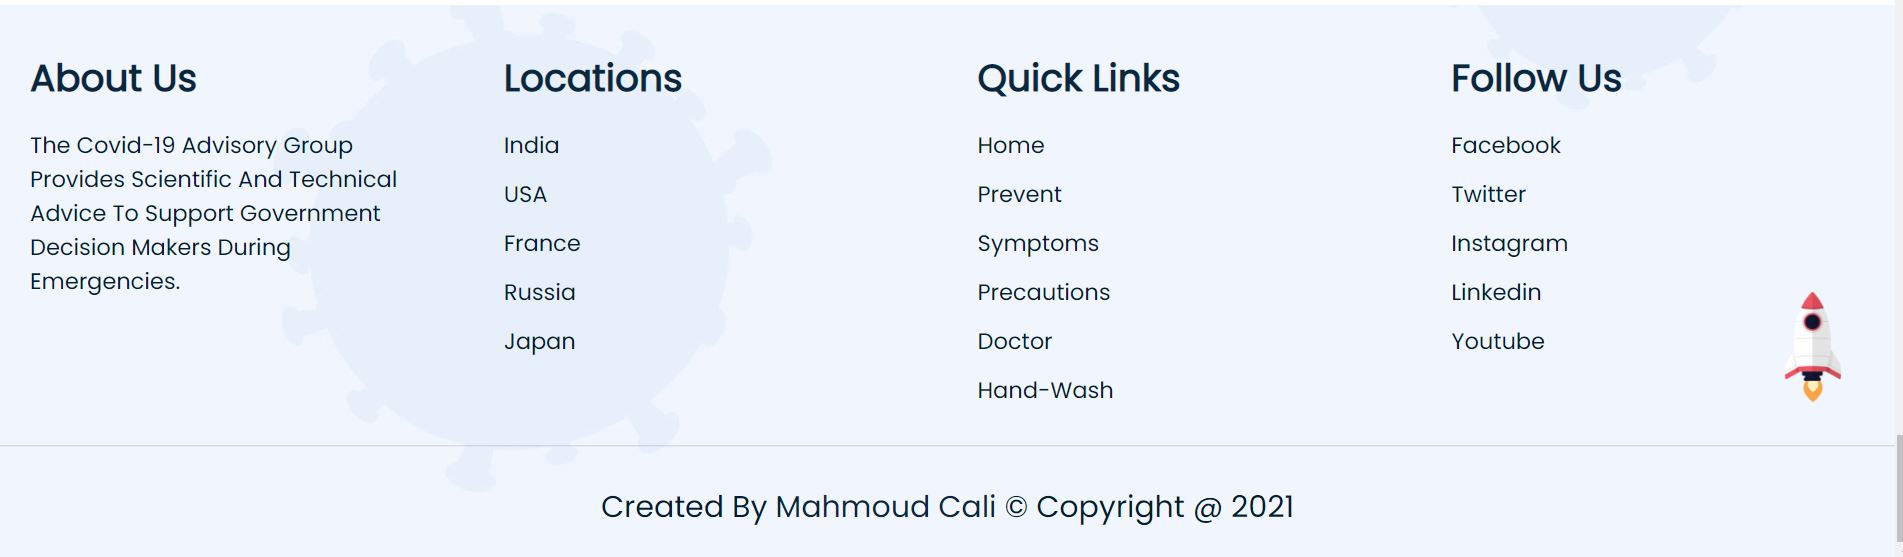 About Us
The Covid-19 Advisory Group
Provides Scientific And Technical
Advice To Support Government
Decision Makers During
Emergencies.
Locations
India
USA
France
Russia
Japan
Quick Links
Home
Prevent
Symptoms
Precautions
Doctor
Hand-Wash
Follow Us
Facebook
Twitter
Instagram
Linkedin
Youtube
Created By Mahmoud Cali © Copyright @ 2021